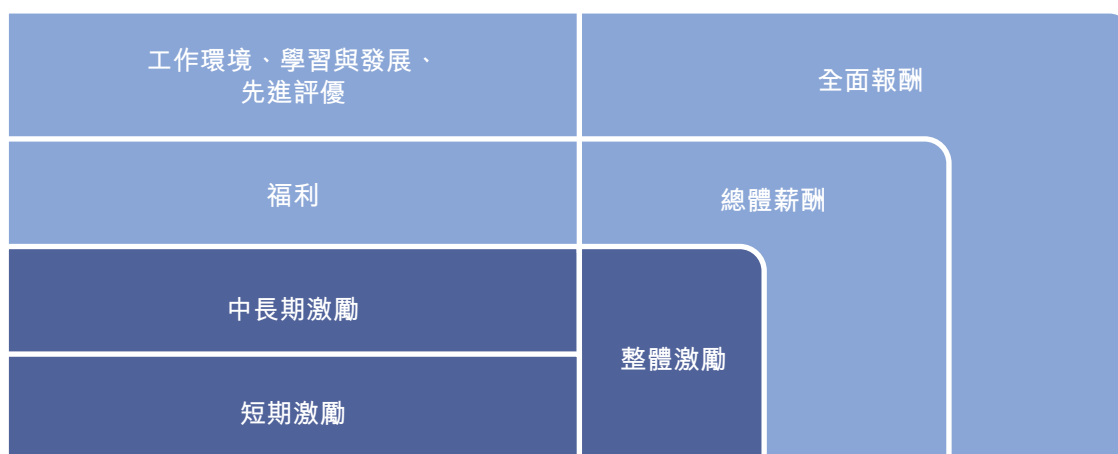 工作環境、學習與發展、
先進評優
全面報酬
福利
總體薪酬
中長期激勵
整體激勵
短期激勵